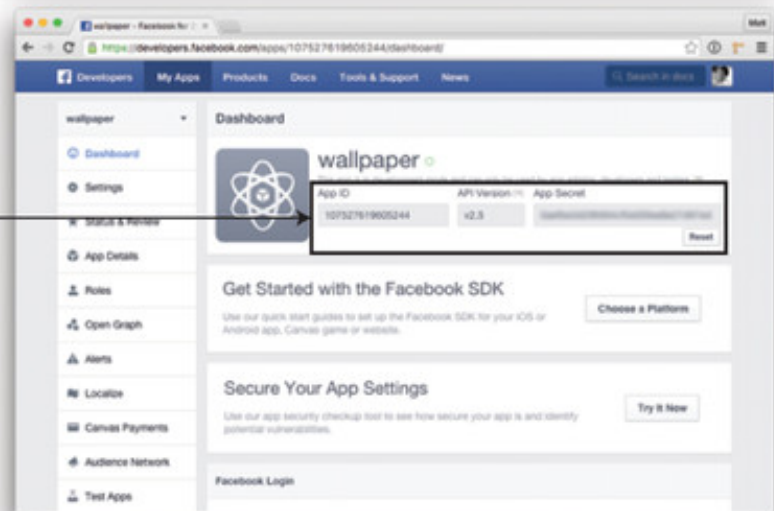 wallpaper - Facebook for
Matt
https://developers.facebook.com/apps/107527619605244/dashboard/
Developers My Apps Products Docs Tools & Support News Search in docs
wallpaper
Dashboard
Settings
Status & Review
App Details
Roles
Open Graph
Alerts
Localize
Canvas Payments
Audience Network
Test Apps
Dashboard
wallpaper
App ID API Version App Secret
107527619605244 v2.5
Reset
Get Started with the Facebook SDK
Use our quick start guides to set up the Facebook SDK for your iOS or
Android app, Canvas game or website.
Choose a Platform
Secure Your App Settings
Use our app security checkup tool to see how secure your app is and identify
potential vulnerabilities.
Try It Now
Facebook Login